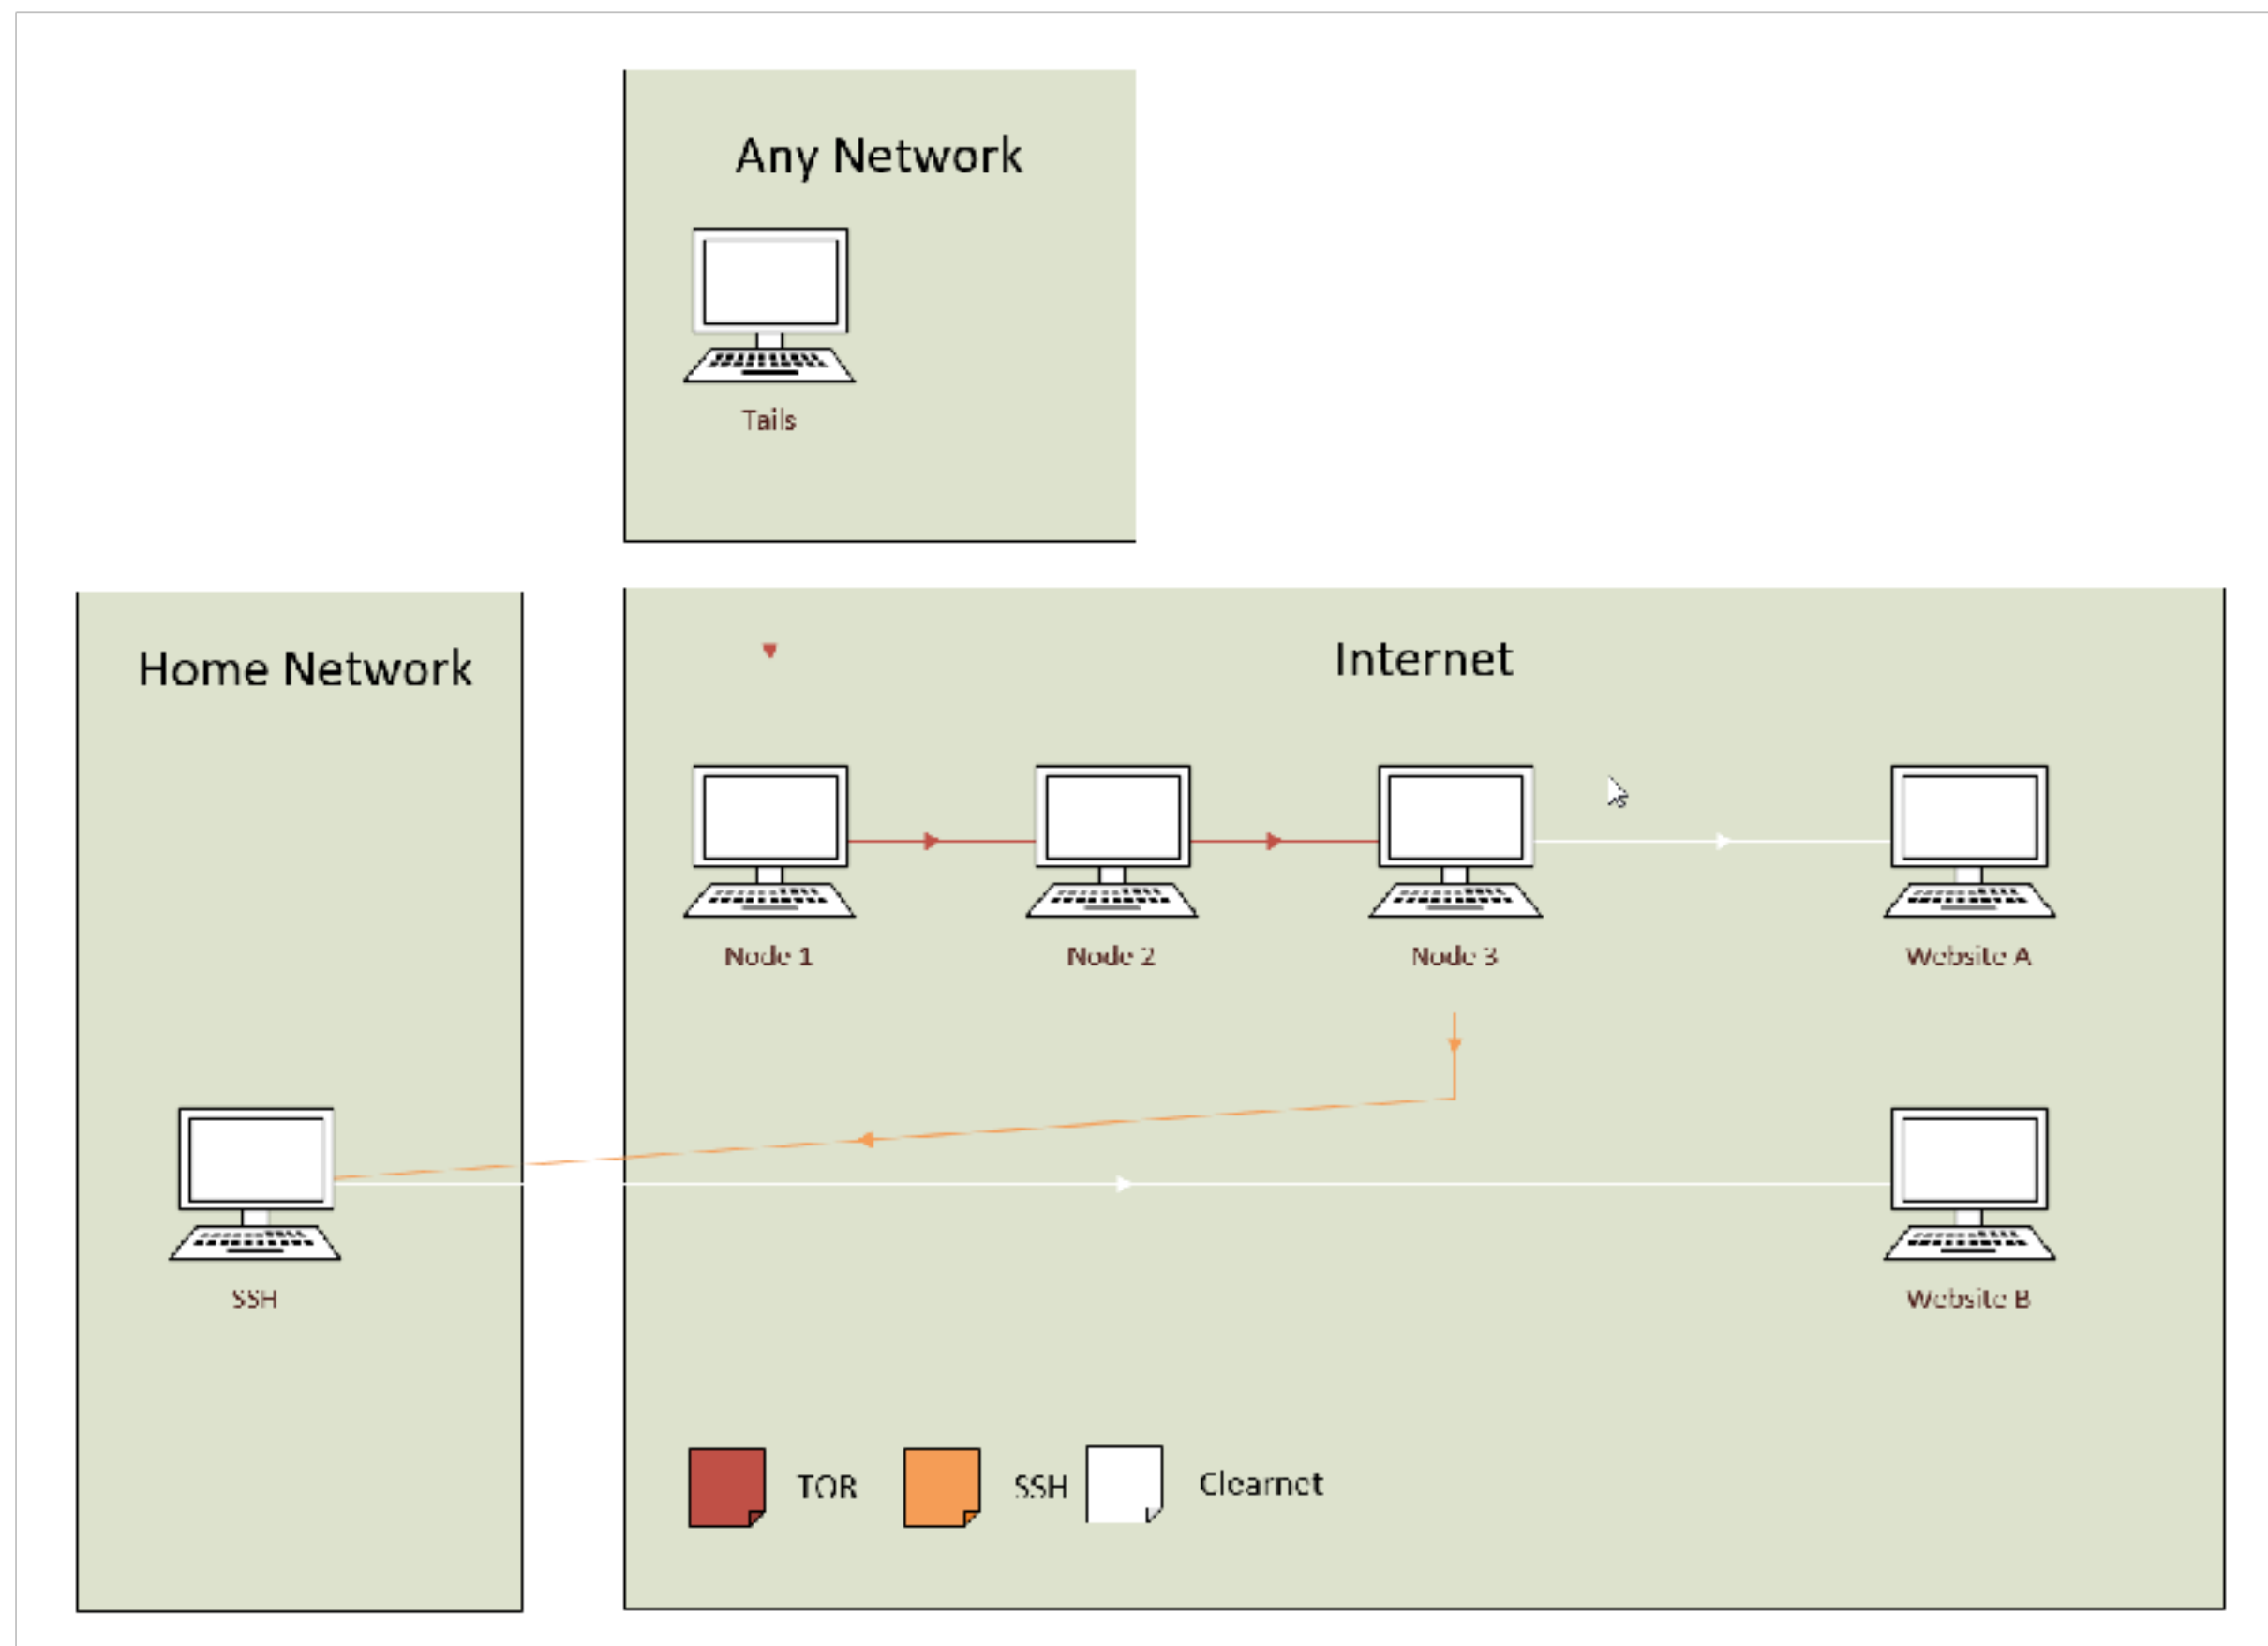 Any Network
Tails
Home Network
Internet
Node 1
Node 2
Node 3
Website A
SSH
Website B
TOR
SSH
Clearnet